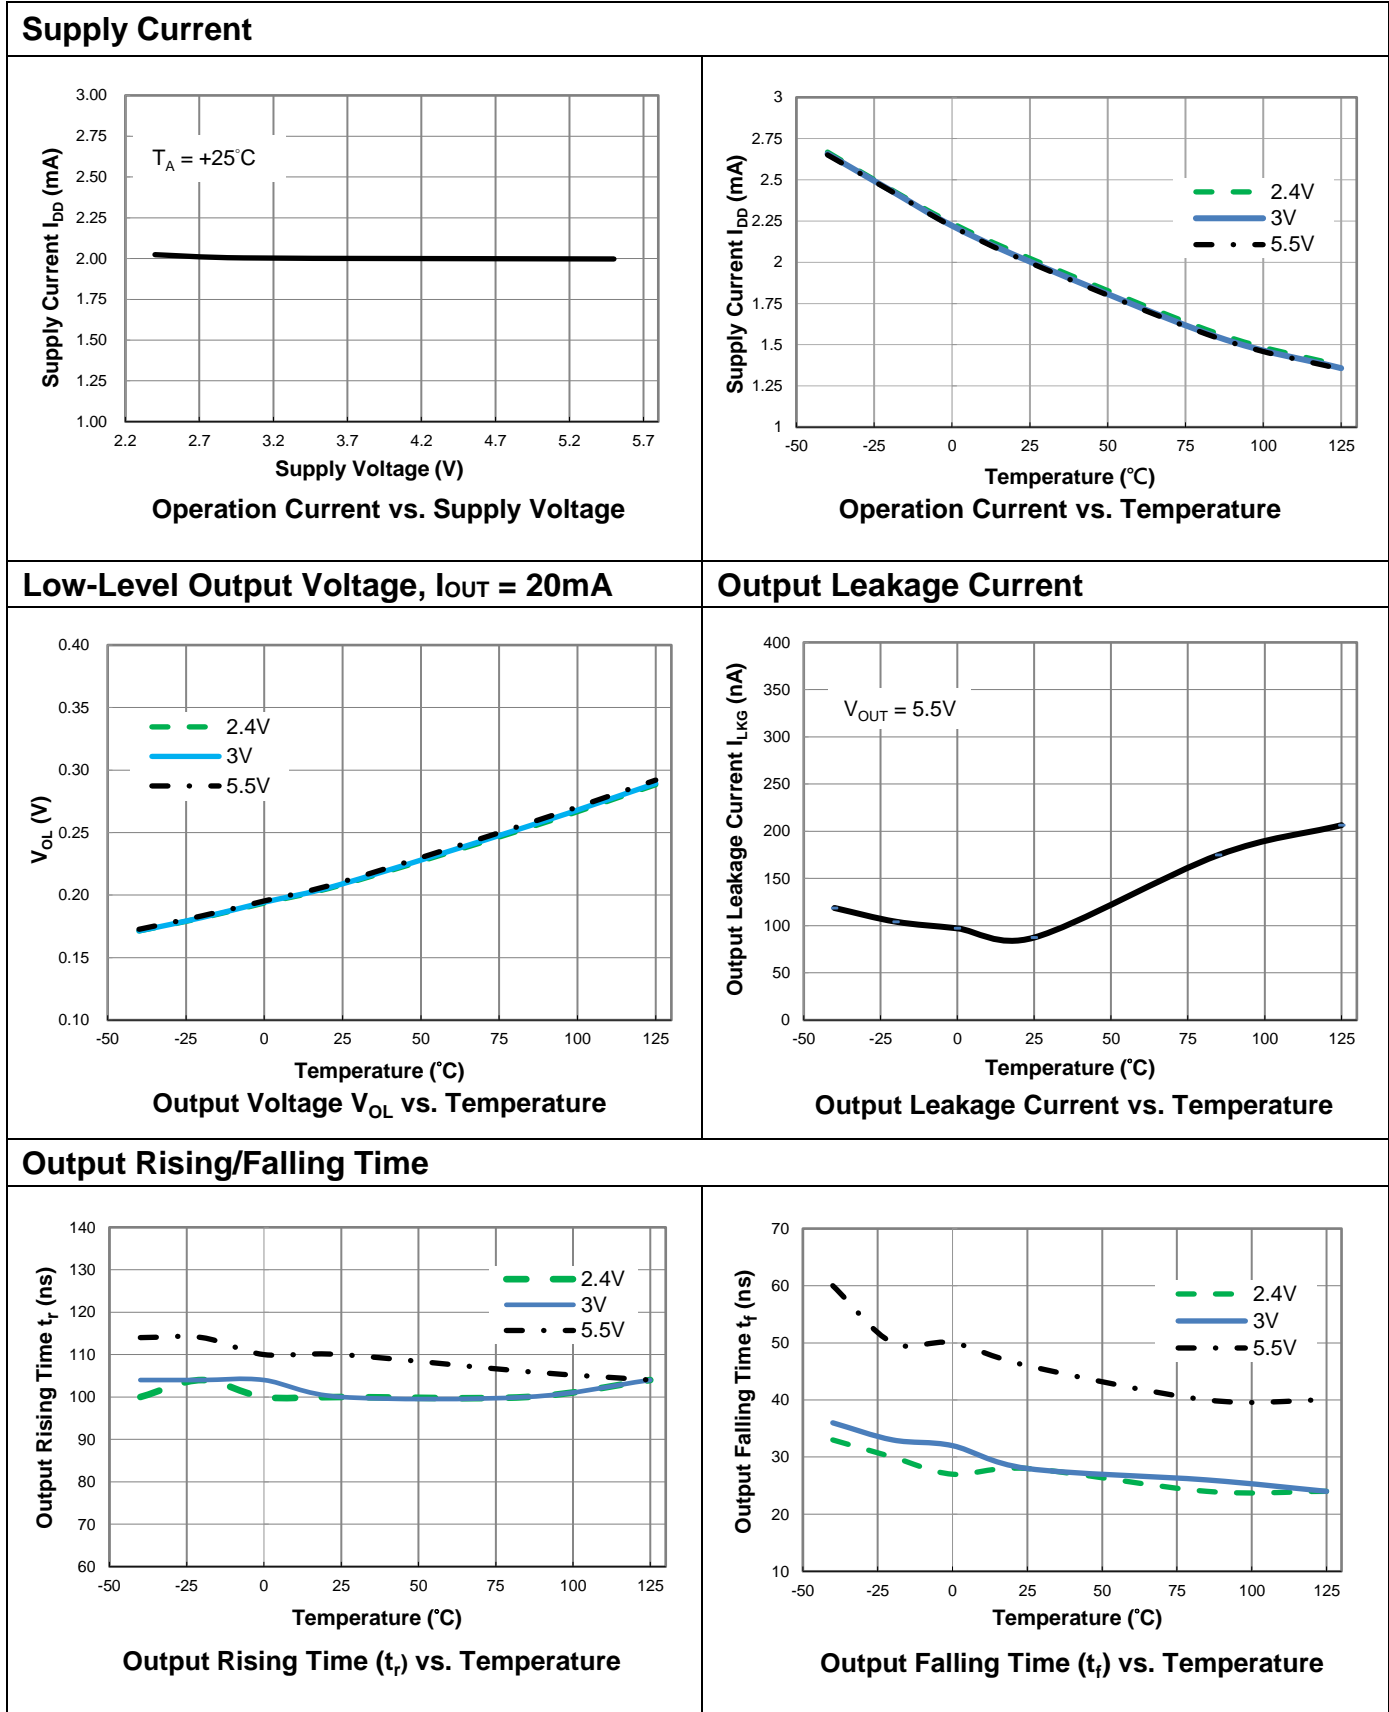 Supply Current
3.00
2.75
2.50
2.25
2.00
1.75
1.50
1.25
1.00
Supply Current IDD (mA)
TA = +25°C
2.2 2.7 3.2 3.7 4.2 4.7 5.2 5.7
Supply Voltage (V)
Operation Current vs. Supply Voltage
3
2.75
2.5
2.25
2
1.75
1.5
1.25
1
Supply Current IDD (mA)
2.4V
3V
5.5V
-50 -25 0 25 50 75 100 125
Temperature (°C)
Operation Current vs. Temperature
Low-Level Output Voltage, IOUT = 20mA
0.40
0.35
0.30
0.25
0.20
0.15
0.10
VOL (V)
2.4V
3V
5.5V
-50 -25 0 25 50 75 100 125
Temperature (°C)
Output Voltage VOL vs. Temperature
Output Leakage Current
400
350
300
250
200
150
100
50
0
Output Leakage Current ILKG (nA)
VOUT = 5.5V
-50 -25 0 25 50 75 100 125
Temperature (°C)
Output Leakage Current vs. Temperature
Output Rising/Falling Time
140
130
120
110
100
90
80
70
60
Output Rising Time tr (ns)
2.4V
3V
5.5V
-50 -25 0 25 50 75 100 125
Temperature (°C)
Output Rising Time (tr) vs. Temperature
70
60
50
40
30
20
10
Output Falling Time tf (ns)
2.4V
3V
5.5V
-50 -25 0 25 50 75 100 125
Temperature (°C)
Output Falling Time (tf) vs. Temperature